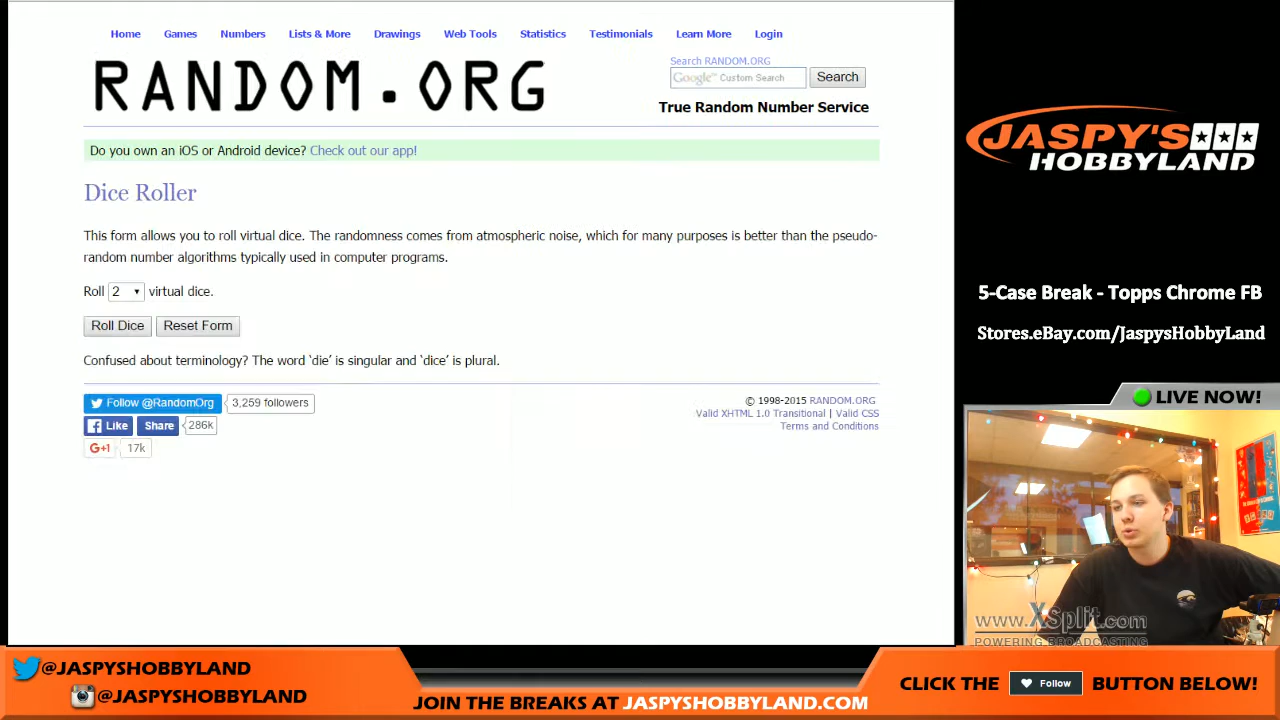 Home Games Numbers Lists & More Drawings Web Tools Statistics Testimonials Learn More Login
RANDOM.ORG
Search RANDOM.ORG
Google™ Custom Search Search
True Random Number Service
Do you own an iOS or Android device? Check out our app!
Dice Roller
This form allows you to roll virtual dice. The randomness comes from atmospheric noise, which for many purposes is better than the pseudo-
random number algorithms typically used in computer programs.
Roll 2 virtual dice.
Roll Dice Reset Form
Confused about terminology? The word ‘die’ is singular and ‘dice’ is plural.
Follow @RandomOrg 3,259 followers
Like Share 286k
G+1 17k
© 1998-2015 RANDOM.ORG
Valid XHTML 1.0 Transitional | Valid CSS
Terms and Conditions
JASPY'S
HOBBYLAND
5-Case Break - Topps Chrome FB
Stores.eBay.com/JaspysHobbyLand
LIVE NOW!
www.XSplit.com
POWERING BROADCASTING
@JASPYSHOBBYLAND
@JASPYSHOBBYLAND
JOIN THE BREAKS AT JASPYSHOBBYLAND.COM
CLICK THE Follow BUTTON BELOW!